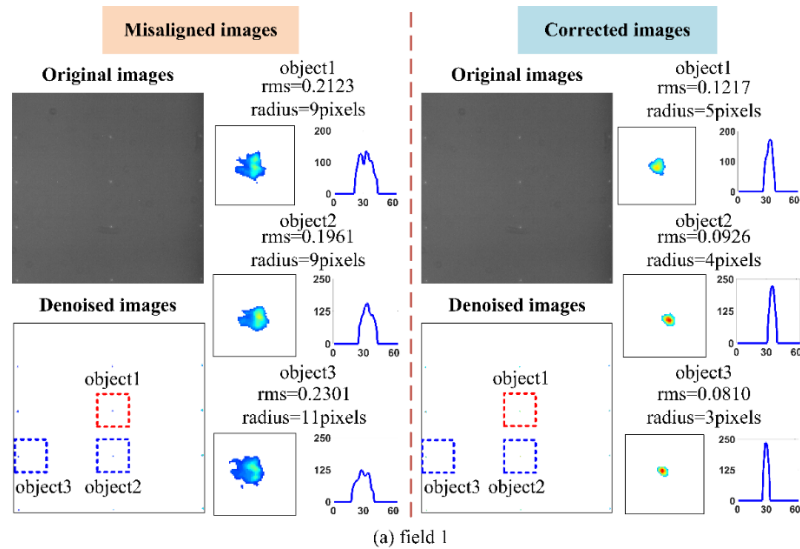 Misaligned images
Original images
object1
rms=0.2123
radius=9pixels
200
100
0
0 30 60
object2
rms=0.1961
radius=9pixels
250
125
0
0 30 60
Denoised images
object1
object3
object2
object3
rms=0.2301
radius=11pixels
250
125
0
0 30 60
Corrected images
Original images
object1
rms=0.1217
radius=5pixels
200
100
0
0 30 60
object2
rms=0.0926
radius=4pixels
250
125
0
0 30 60
Denoised images
object1
object3
object2
object3
rms=0.0810
radius=3pixels
250
125
0
0 30 60
(a) field 1